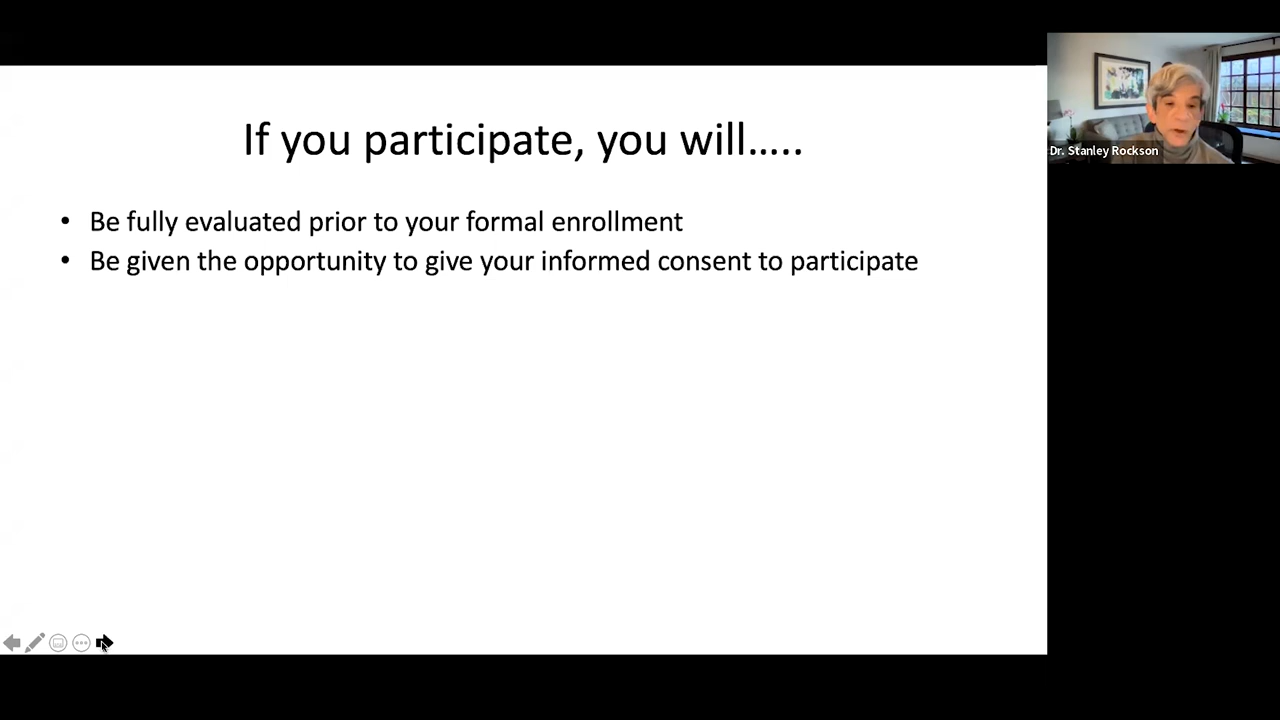 If you participate, you will.....
• Be fully evaluated prior to your formal enrollment
• Be given the opportunity to give your informed consent to participate
Dr. Stanley Rockson